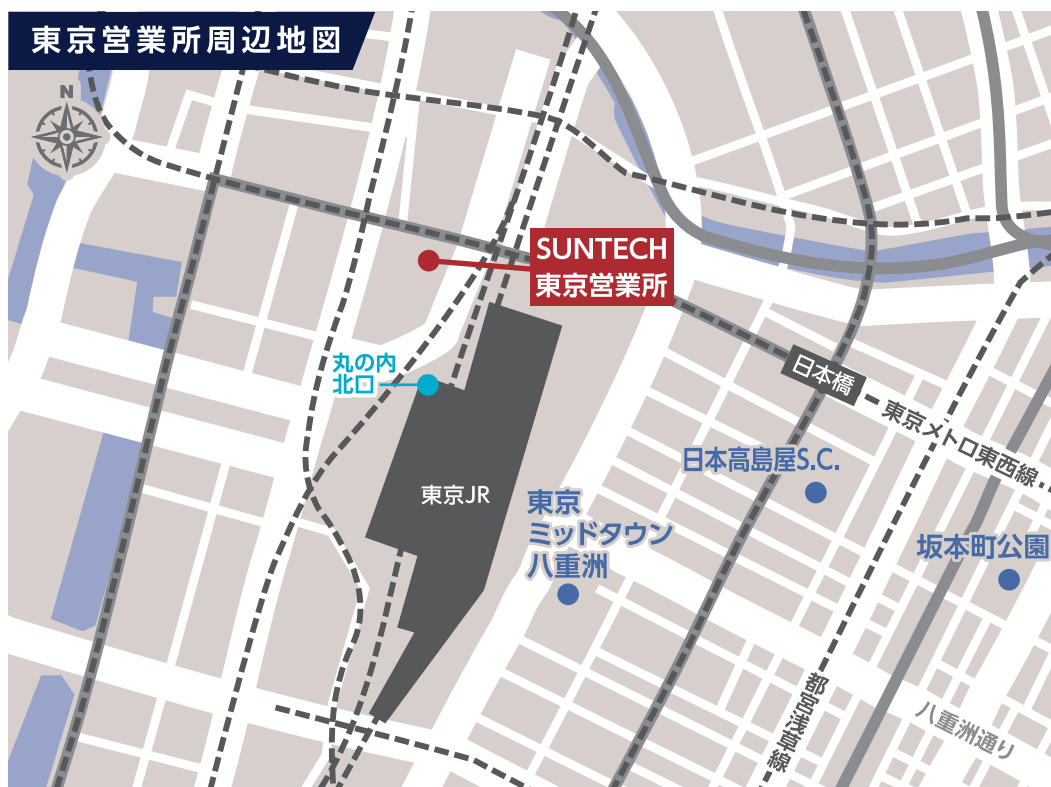 東京営業所周辺地図
N
SUNTECH
東京営業所
丸の内
北口
日本橋
東京メトロ東西線
日本高島屋S.C.
東京JR
東京
ミッドタウン
八重洲
坂本町公園
都宮浅草線
八重洲通り